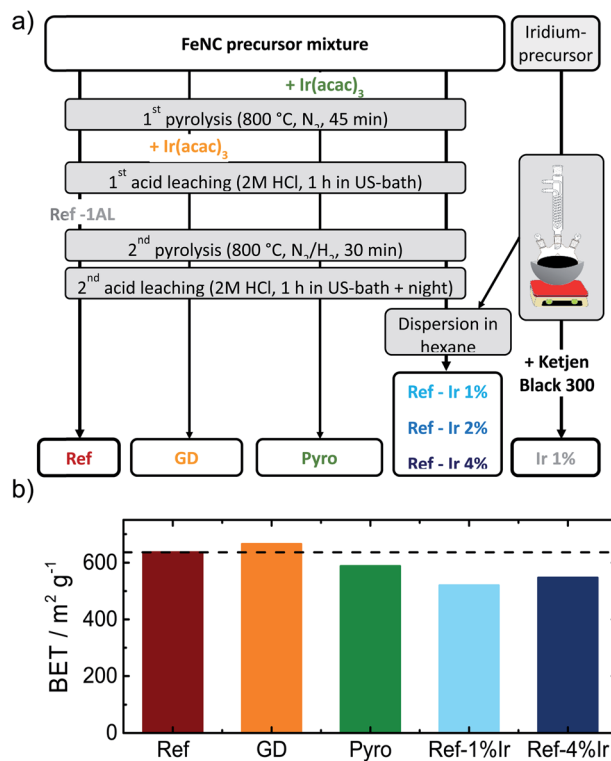 a)
FeNC precursor mixture
Iridium-
precursor
+ Ir(acac)₃
1st pyrolysis (800 °C, N₂, 45 min)
+ Ir(acac)₃
1st acid leaching (2M HCl, 1 h in US-bath)
Ref -1AL
2nd pyrolysis (800 °C, N₂/H₂, 30 min)
2nd acid leaching (2M HCl, 1 h in US-bath + night)
Dispersion in
hexane
+ Ketjen
Black 300
Ref - Ir 1%
Ref - Ir 2%
Ref - Ir 4%
Ref
GD
Pyro
Ir 1%
b)
BET / m² g⁻¹
600
400
200
0
Ref GD Pyro Ref-1%Ir Ref-4%Ir